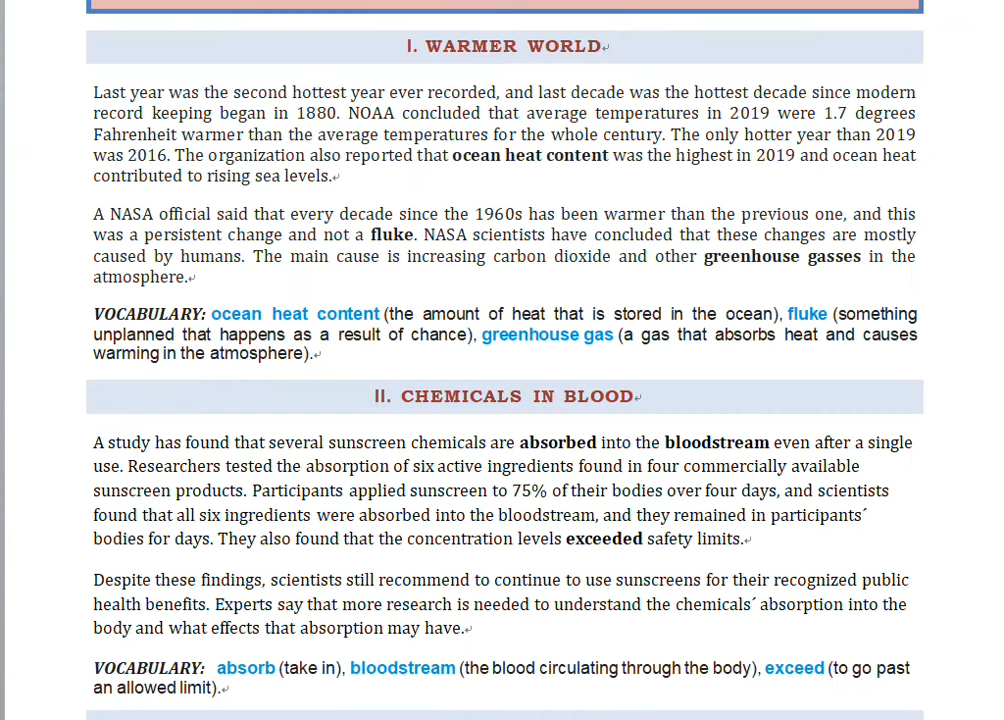 I. WARMER WORLD
Last year was the second hottest year ever recorded, and last decade was the hottest decade since modern
record keeping began in 1880. NOAA concluded that average temperatures in 2019 were 1.7 degrees
Fahrenheit warmer than the average temperatures for the whole century. The only hotter year than 2019
was 2016. The organization also reported that ocean heat content was the highest in 2019 and ocean heat
contributed to rising sea levels.
A NASA official said that every decade since the 1960s has been warmer than the previous one, and this
was a persistent change and not a fluke. NASA scientists have concluded that these changes are mostly
caused by humans. The main cause is increasing carbon dioxide and other greenhouse gasses in the
atmosphere.
VOCABULARY: ocean heat content (the amount of heat that is stored in the ocean), fluke (something
unplanned that happens as a result of chance), greenhouse gas (a gas that absorbs heat and causes
warming in the atmosphere).
II. CHEMICALS IN BLOOD
A study has found that several sunscreen chemicals are absorbed into the bloodstream even after a single
use. Researchers tested the absorption of six active ingredients found in four commercially available
sunscreen products. Participants applied sunscreen to 75% of their bodies over four days, and scientists
found that all six ingredients were absorbed into the bloodstream, and they remained in participants´
bodies for days. They also found that the concentration levels exceeded safety limits.
Despite these findings, scientists still recommend to continue to use sunscreens for their recognized public
health benefits. Experts say that more research is needed to understand the chemicals´ absorption into the
body and what effects that absorption may have.
VOCABULARY: absorb (take in), bloodstream (the blood circulating through the body), exceed (to go past
an allowed limit).